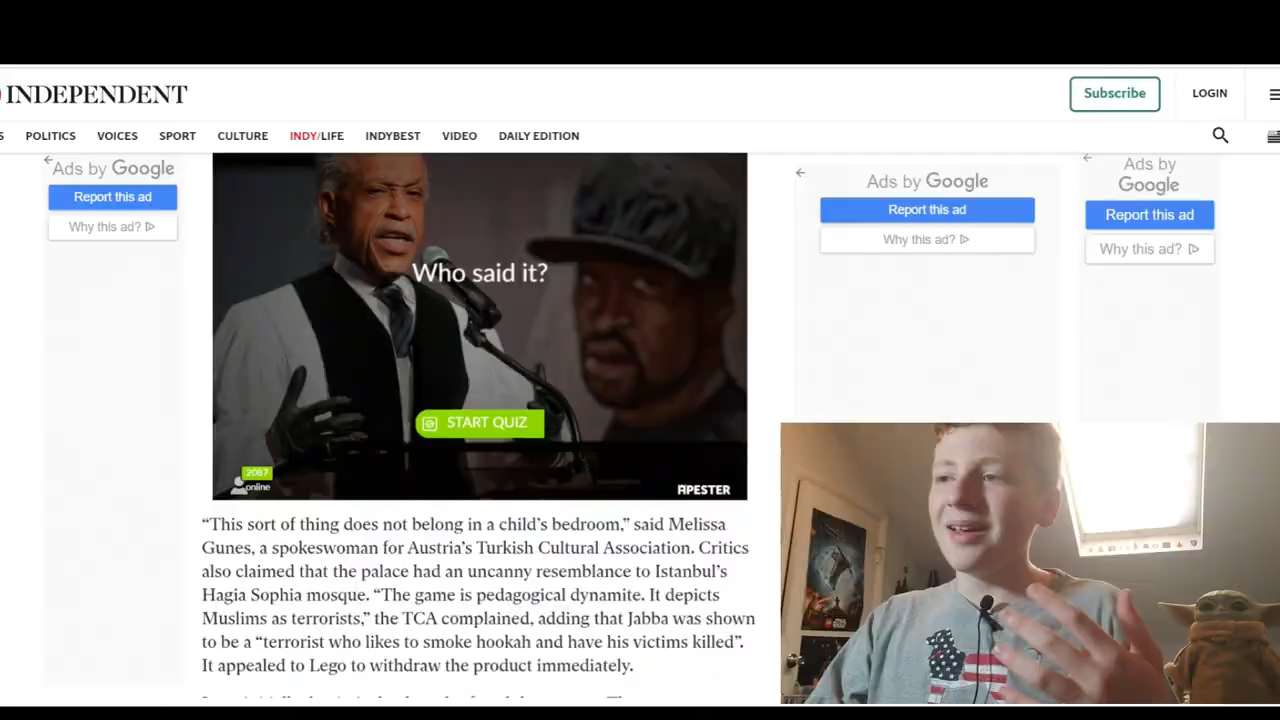 INDEPENDENT
Subscribe
LOGIN
S
POLITICS
VOICES
SPORT
CULTURE
INDY/LIFE
INDYBEST
VIDEO
DAILY EDITION
Ads by Google
Report this ad
Why this ad?
Who said it?
START QUIZ
2087
online
APESTER
Ads by Google
Report this ad
Why this ad?
Ads by
Google
Report this ad
Why this ad?
“This sort of thing does not belong in a child’s bedroom,” said Melissa
Gunes, a spokeswoman for Austria’s Turkish Cultural Association. Critics
also claimed that the palace had an uncanny resemblance to Istanbul’s
Hagia Sophia mosque. “The game is pedagogical dynamite. It depicts
Muslims as terrorists,” the TCA complained, adding that Jabba was shown
to be a “terrorist who likes to smoke hookah and have his victims killed”.
It appealed to Lego to withdraw the product immediately.